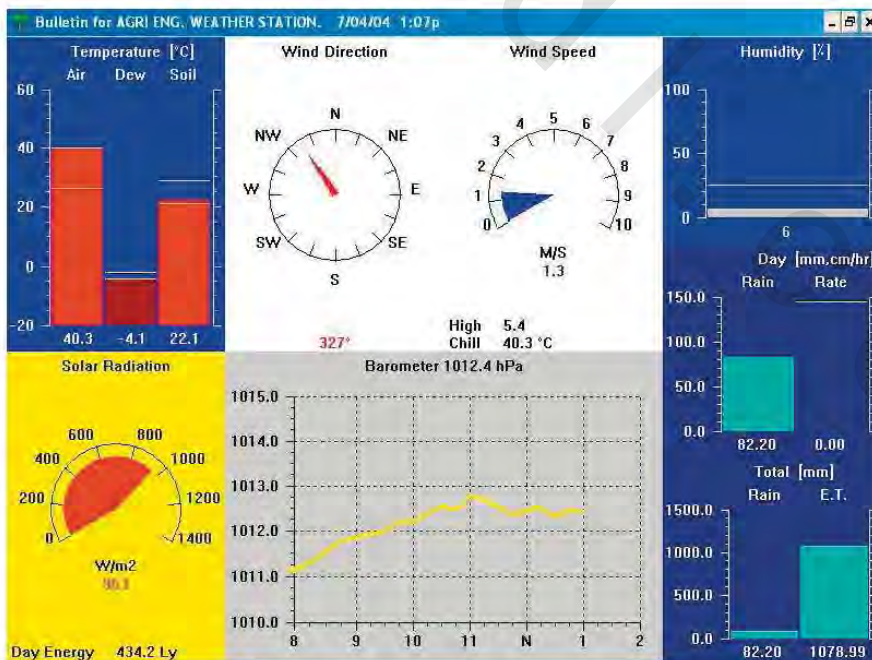 Bulletin for AGRI ENG. WEATHER STATION. 7/04/04 1:07p
Temperature [°C]
Air Dew Soil
60
40
20
0
-20
40.3 -4.1 22.1
Wind Direction
N
NW NE
W E
SW SE
S
327°
Wind Speed
0 1 2 3 4 5 6 7 8 9 10
M/S
1.3
High 5.4
Chill 40.3 °C
Humidity [%]
100
50
0
6
Day [mm,cm/hr]
Rain Rate
150.0
100.0
50.0
0.0
82.20 0.00
Total [mm]
Rain E.T.
1500.0
1000.0
500.0
0.0
82.20 1078.99
Solar Radiation
0 200 400 600 800 1000 1200 1400
W/m2
Day Energy 434.2 Ly
Barometer 1012.4 hPa
1015.0
1014.0
1013.0
1012.0
1011.0
1010.0
8 9 10 11 N 1 2